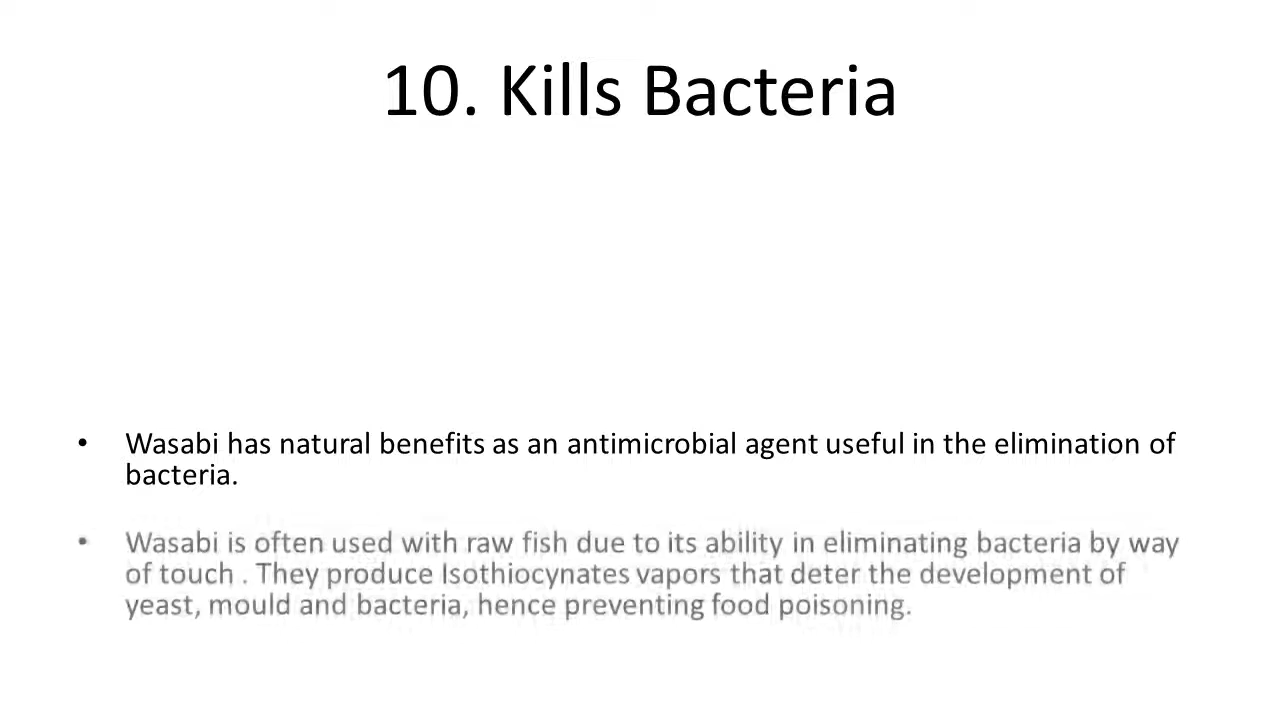 10. Kills Bacteria
• Wasabi has natural benefits as an antimicrobial agent useful in the elimination of
bacteria.
• Wasabi is often used with raw fish due to its ability in eliminating bacteria by way
of touch . They produce Isothiocynates vapors that deter the development of
yeast, mould and bacteria, hence preventing food poisoning.